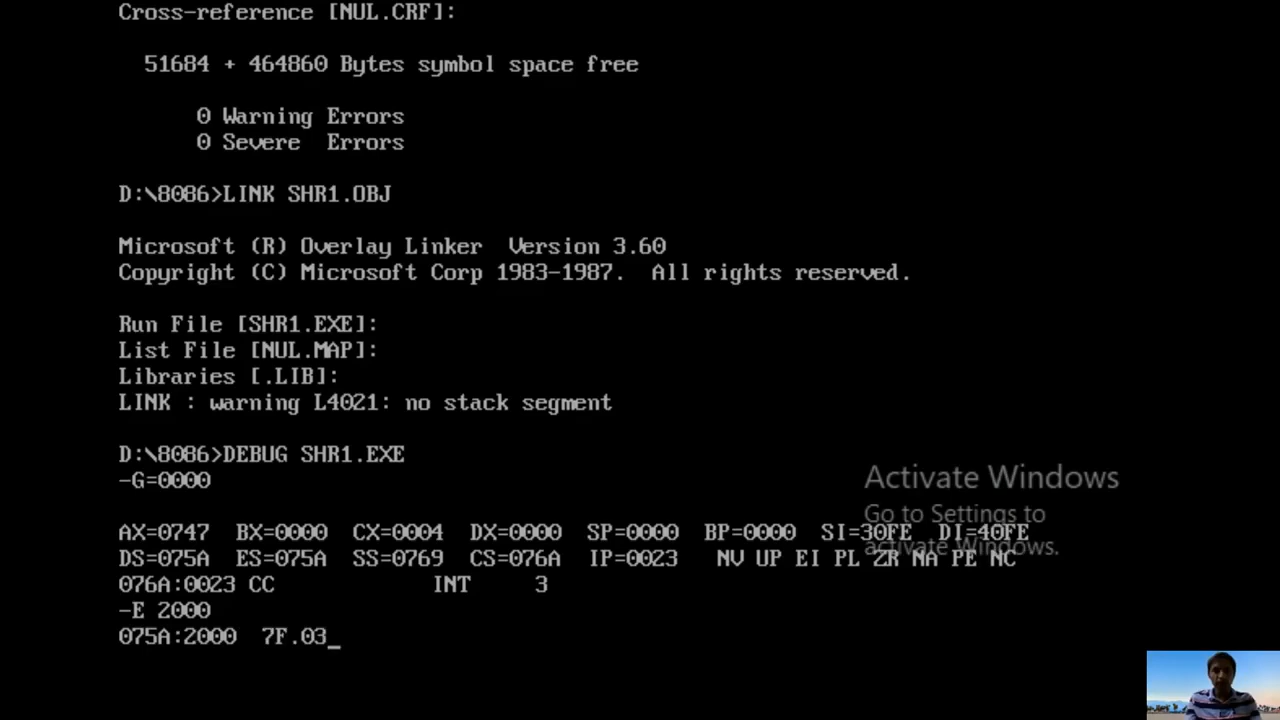 Cross-reference [NUL.CRF]:
51684 + 464860 Bytes symbol space free
0 Warning Errors
0 Severe  Errors
D:\8086>LINK SHR1.OBJ
Microsoft (R) Overlay Linker  Version 3.60
Copyright (C) Microsoft Corp 1983-1987.  All rights reserved.
Run File [SHR1.EXE]:
List File [NUL.MAP]:
Libraries [.LIB]:
LINK : warning L4021: no stack segment
D:\8086>DEBUG SHR1.EXE
-G=0000
AX=0747  BX=0000  CX=0004  DX=0000  SP=0000  BP=0000  SI=30FE  DI=40FE
DS=075A  ES=075A  SS=0769  CS=076A  IP=0023   NV UP EI PL ZR NA PE NC
076A:0023 CC            INT     3
-E 2000
075A:2000  7F.03_
Activate Windows
Go to Settings to
activate Windows.